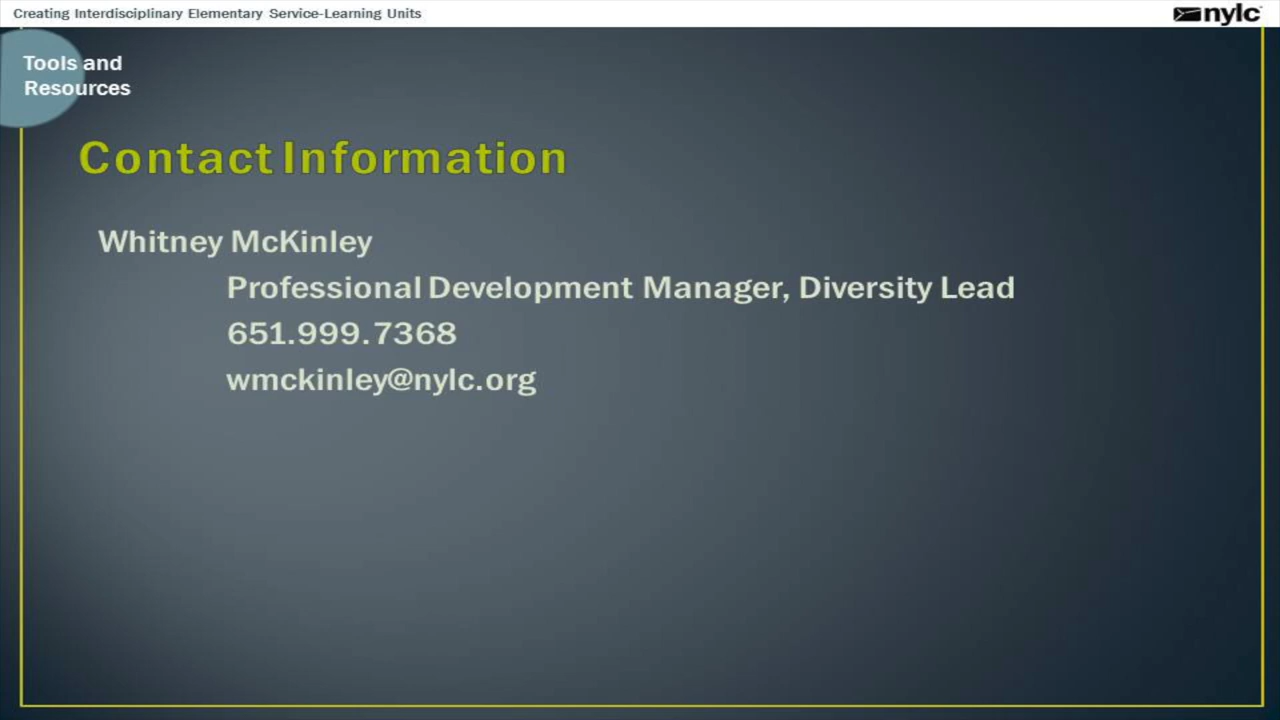 Creating Interdisciplinary Elementary Service-Learning Units
nylc
Tools and
Resources
Contact Information
Whitney McKinley
Professional Development Manager, Diversity Lead
651.999.7368
wmckinley@nylc.org